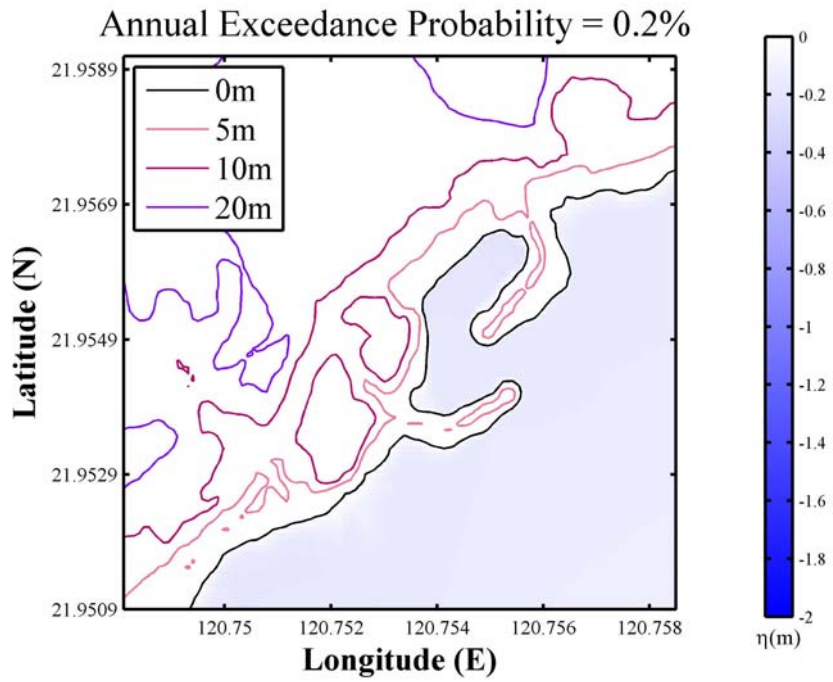 Annual Exceedance Probability = 0.2%
0m
5m
10m
20m
21.9589
21.9569
21.9549
21.9529
21.9509
Latitude (N)
120.75
120.752
120.754
120.756
120.758
Longitude (E)
0
-0.2
-0.4
-0.6
-0.8
-1
-1.2
-1.4
-1.6
-1.8
-2
η(m)